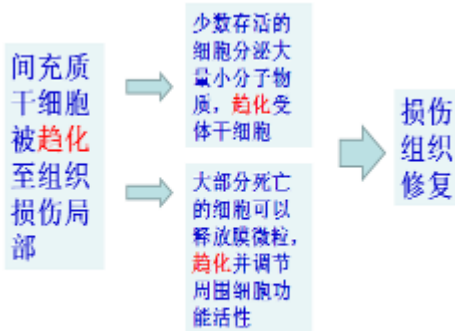 间充质
干细胞
被趋化
至组织
损伤局
部
少数存活的
细胞分泌大
量小分子物
质，趋化受
体干细胞
大部分死亡
的细胞可以
释放膜微粒，
趋化并调节
周围细胞功
能活性
损伤
组织
修复